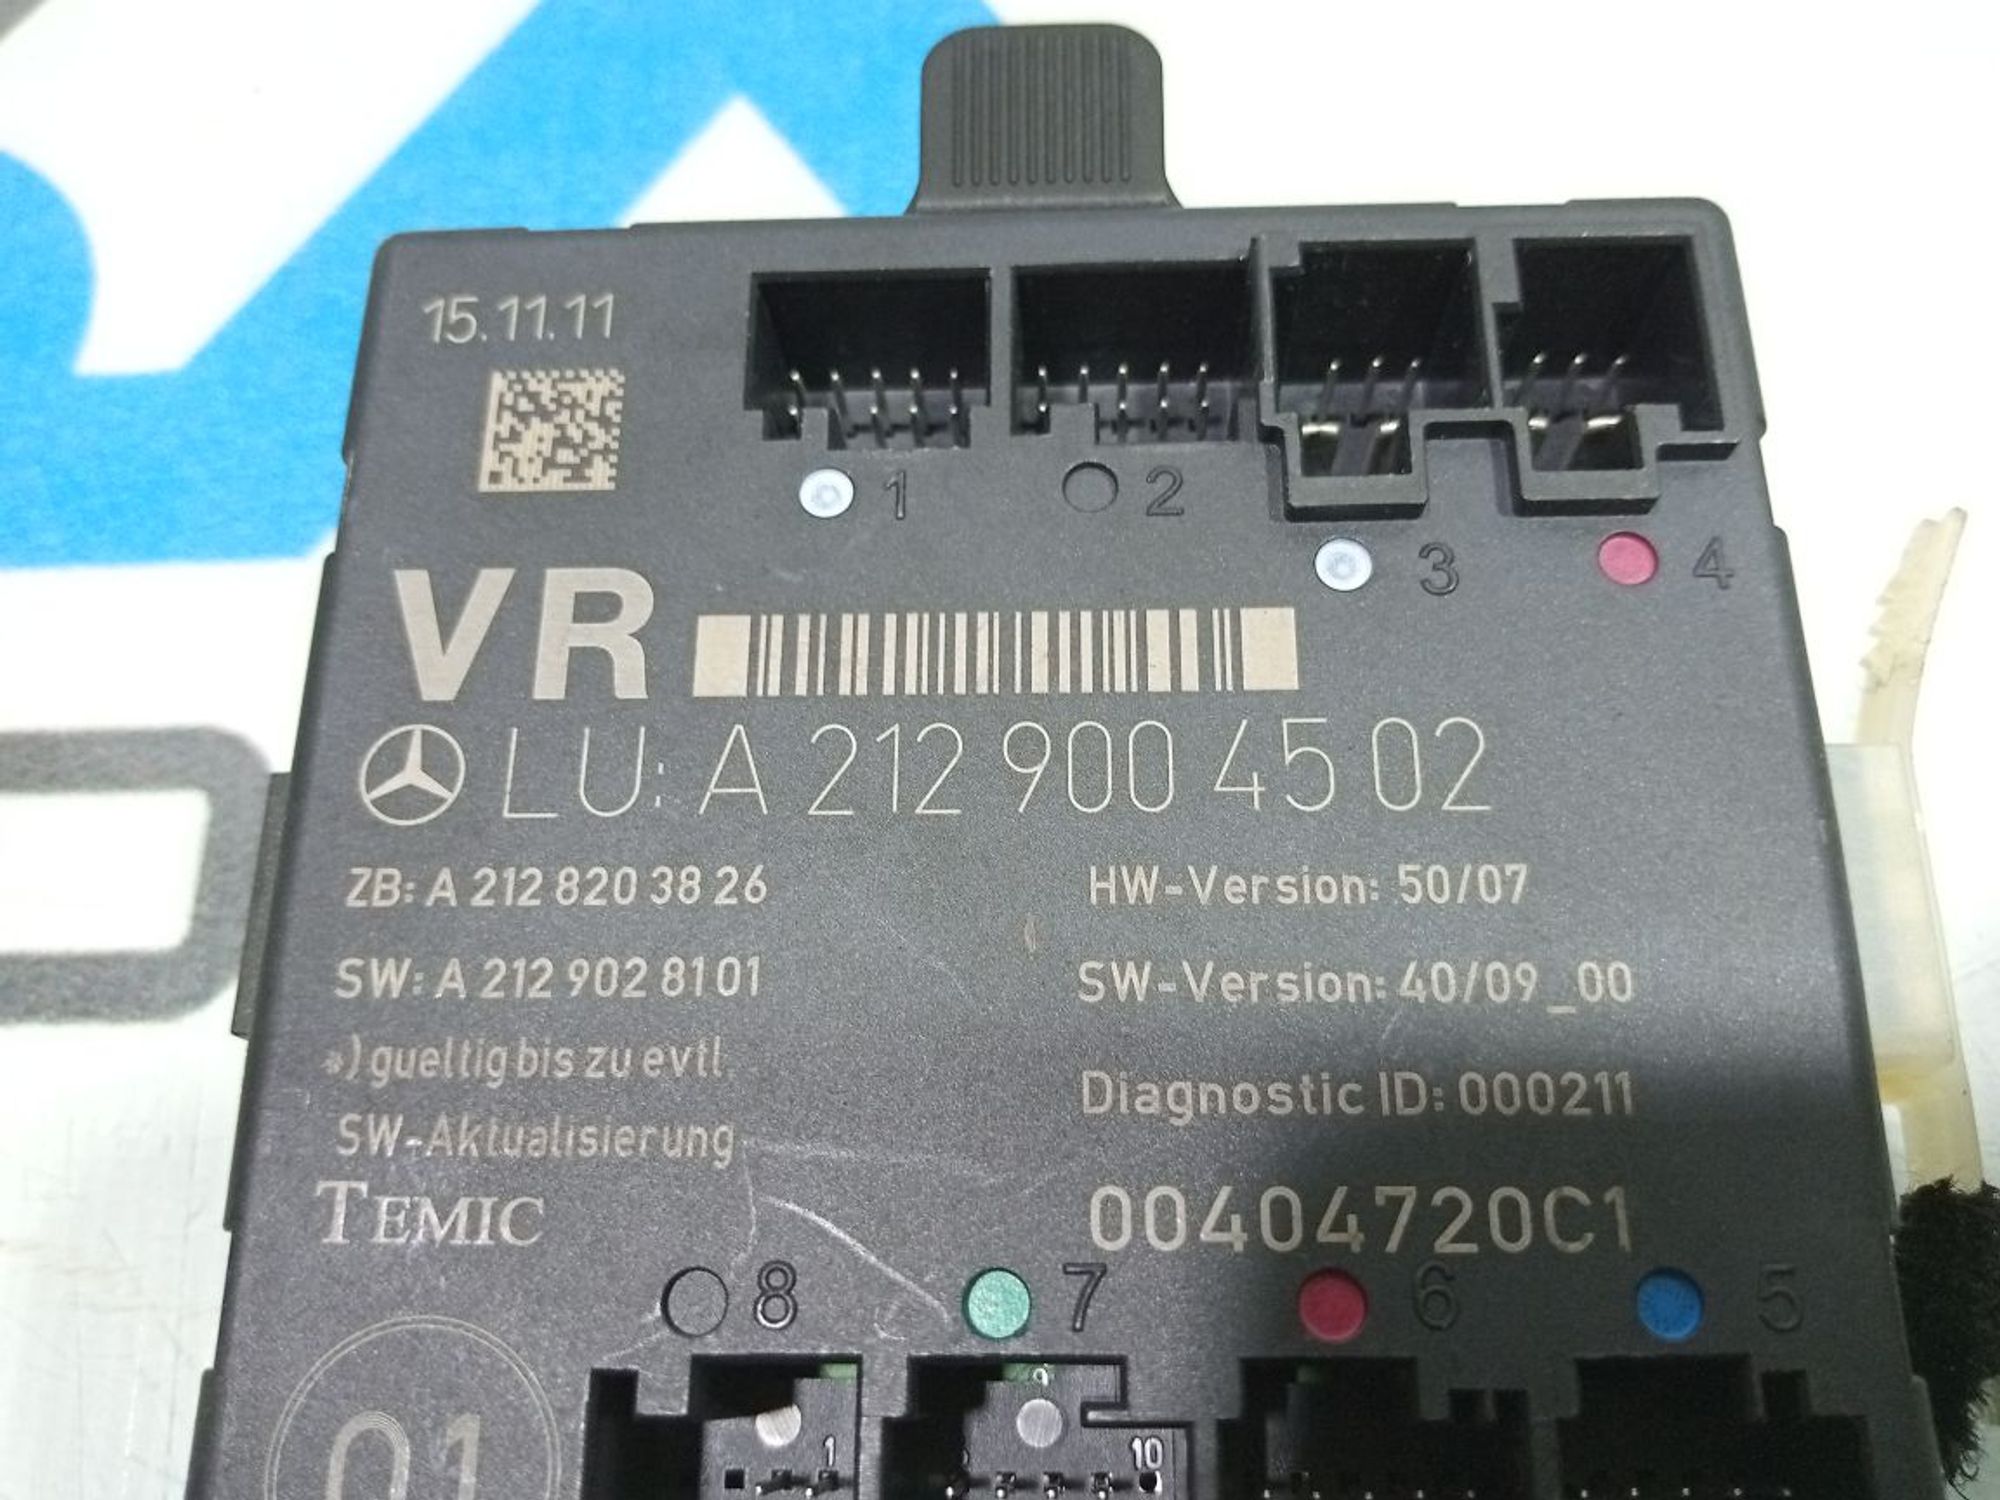 15.11.11
1
2
3
4
VR
LU: A 212 900 45 02
ZB: A 212 820 38 26
HW-Version: 50/07
SW: A 212 902 81 01
SW-Version: 40/09_00
*) gueltig bis zu evtl.
SW-Aktualisierung
Diagnostic ID: 000211
TEMIC
00404720C1
8
7
6
5
9
1
10
01